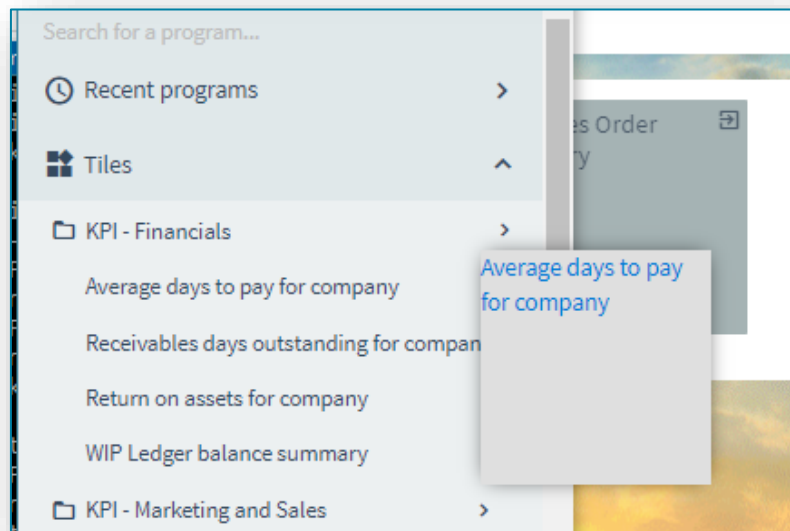 Search for a program...
Recent programs
Tiles
KPI - Financials
Average days to pay for company
Receivables days outstanding for
Return on assets for company
WIP Ledger balance summary
KPI - Marketing and Sales
Order
Average days to pay
for company